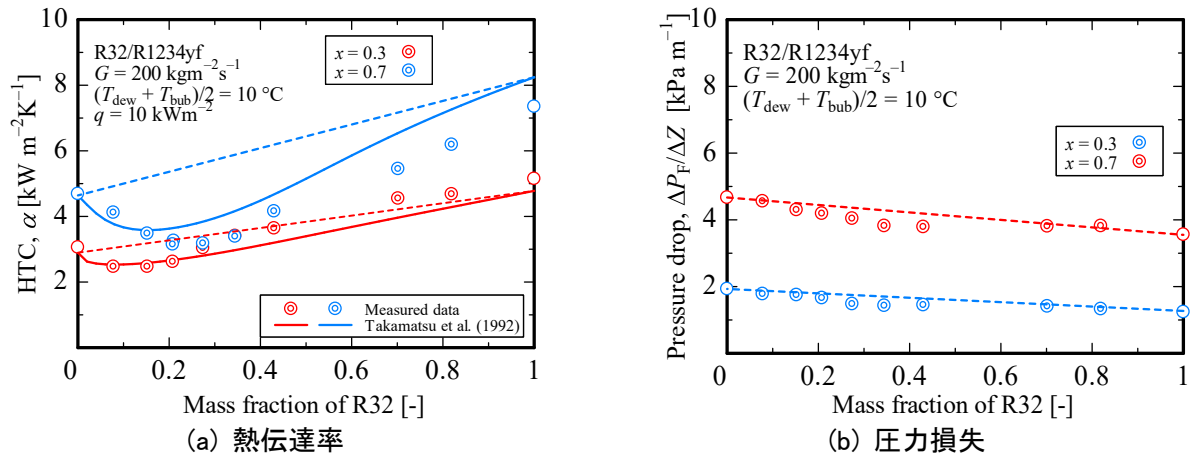 R32/R1234yf
G = 200 kgm−2s−1
(Tdew + Tbub)/2 = 10 °C
q = 10 kWm−2
x = 0.3
x = 0.7
HTC, α [kW m−2K−1]
10
8
6
4
2
Measured data
Takamatsu et al. (1992)
0 0.2 0.4 0.6 0.8 1
Mass fraction of R32 [-]
(a) 熱伝達率
R32/R1234yf
G = 200 kgm−2s−1
(Tdew + Tbub)/2 = 10 °C
x = 0.3
x = 0.7
Pressure drop, ΔPF/ΔZ [kPa m−1]
10
8
6
4
2
0 0.2 0.4 0.6 0.8 1
Mass fraction of R32 [-]
(b) 圧力損失